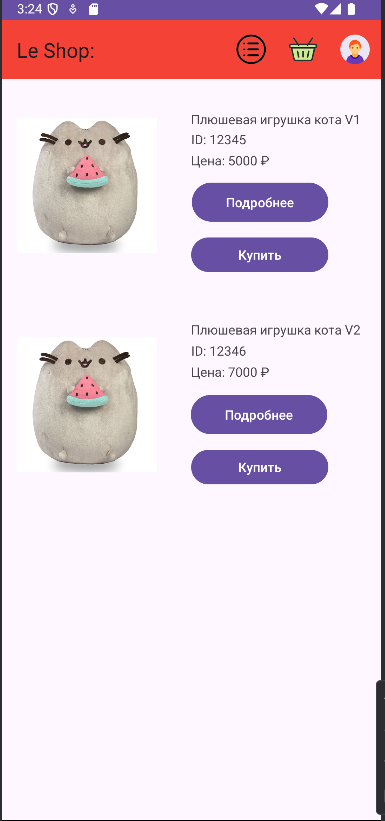 3:24
Le Shop:
Плюшевая игрушка кота V1
ID: 12345
Цена: 5000 ₽
Подробнее
Купить
Плюшевая игрушка кота V2
ID: 12346
Цена: 7000 ₽
Подробнее
Купить